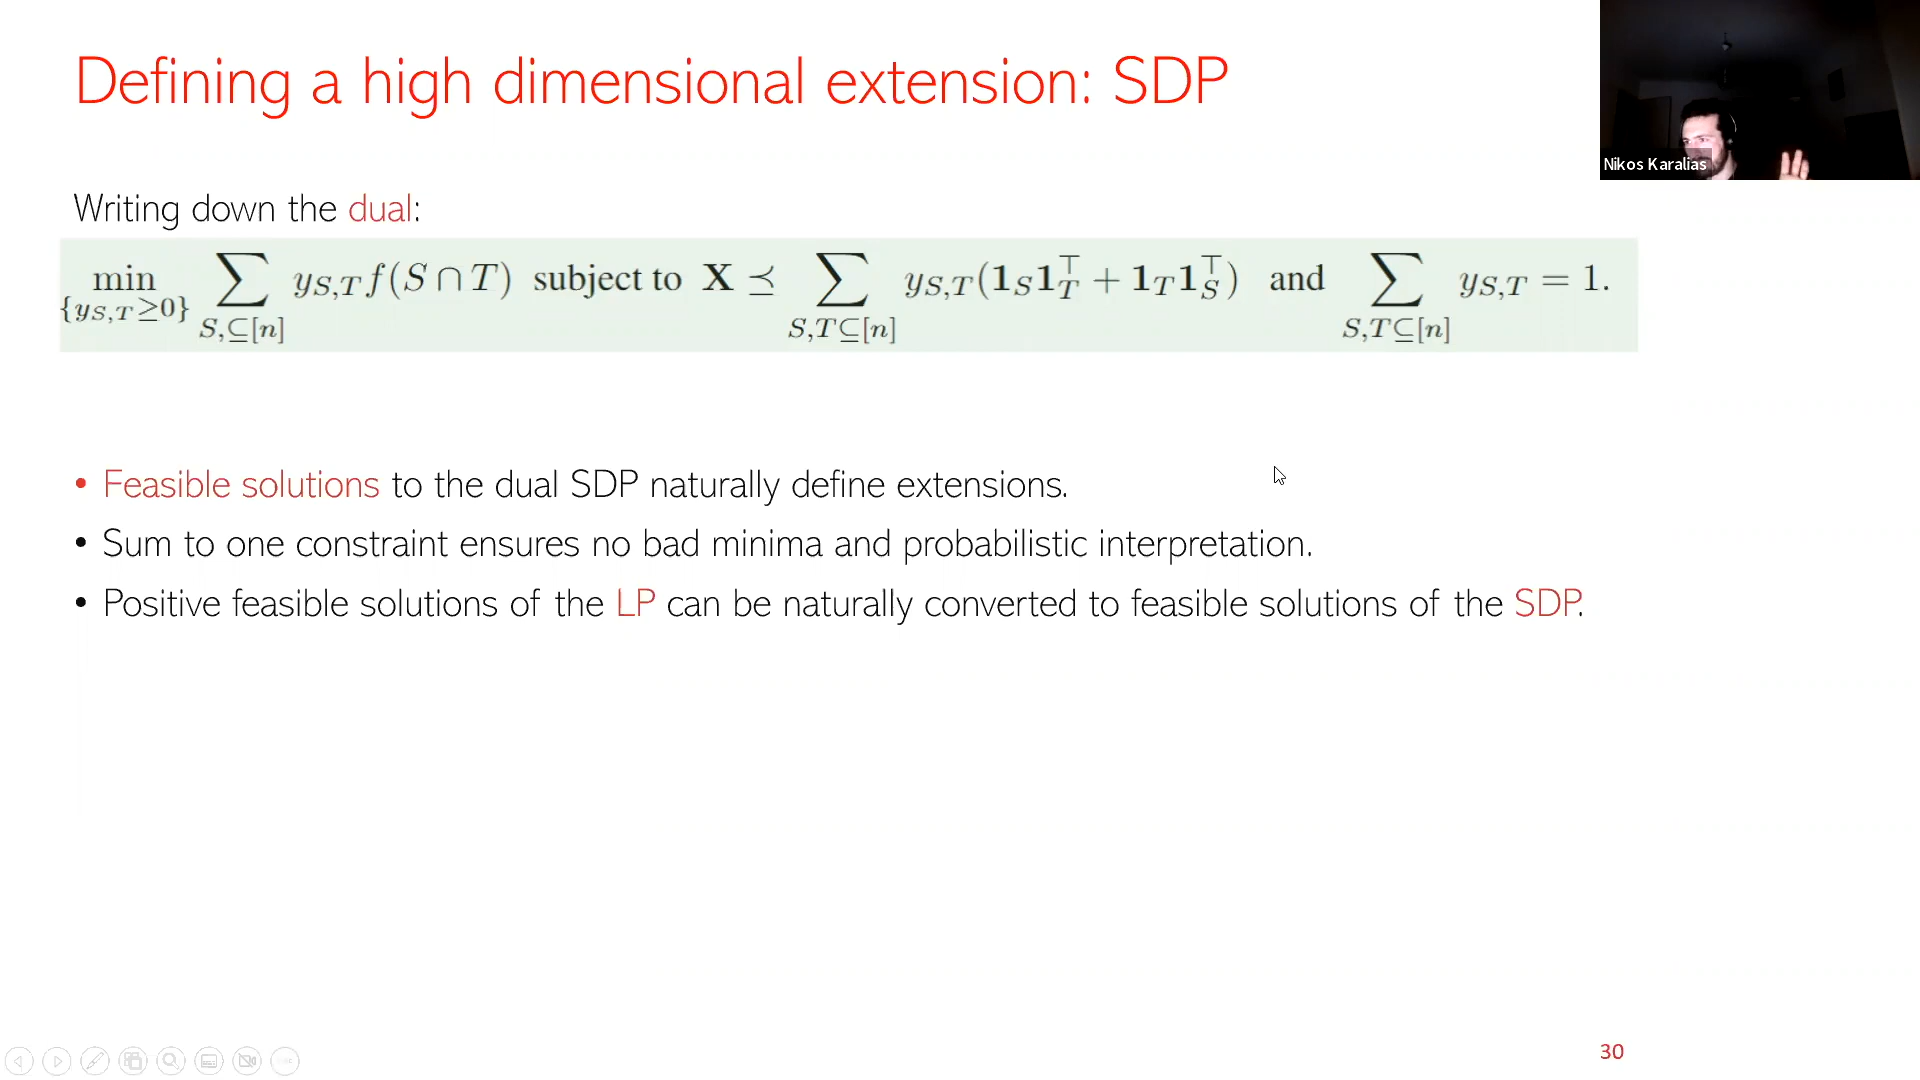 Defining a high dimensional extension: SDP
Nikos Karalias
Writing down the dual:
min_{\{y_{S,T} ≥ 0\}} ∑_{S,⊆[n]} y_{S,T} f(S ∩ T) subject to X ⪯ ∑_{S,T⊆[n]} y_{S,T}(1_S 1_T^⊤ + 1_T 1_S^⊤) and ∑_{S,T⊆[n]} y_{S,T} = 1.
• Feasible solutions to the dual SDP naturally define extensions.
• Sum to one constraint ensures no bad minima and probabilistic interpretation.
• Positive feasible solutions of the LP can be naturally converted to feasible solutions of the SDP.
30